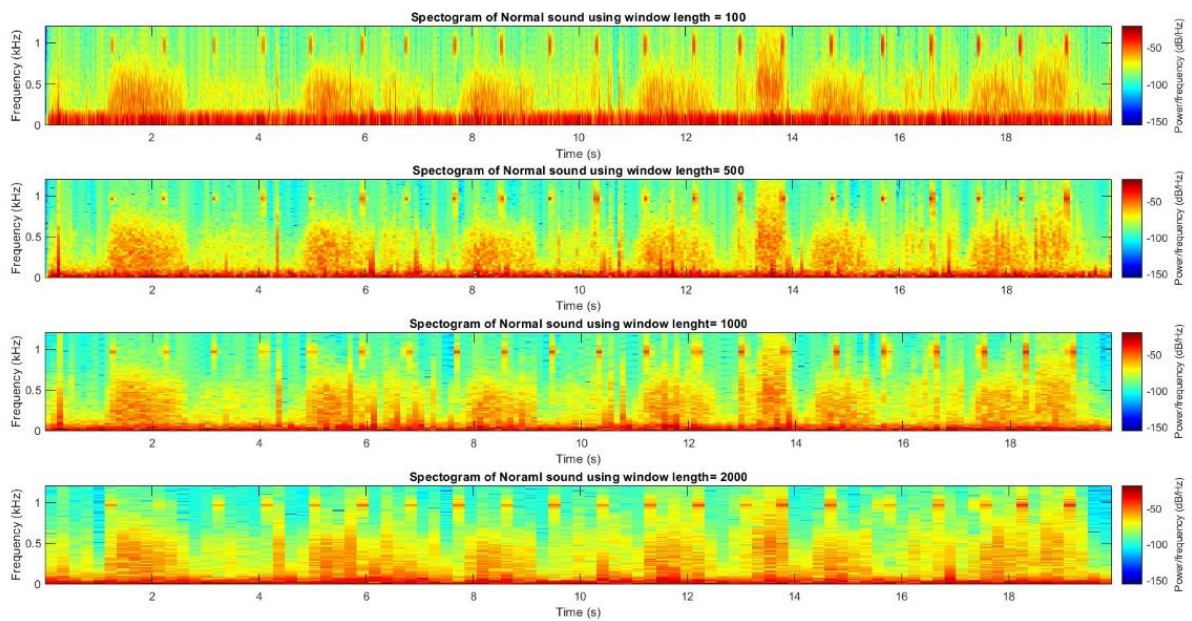 Spectrogram of Normal sound using window length = 100
Frequency (kHz)
1
0.5
0
2 4 6 8 10 12 14 16 18
Time (s)
-50
-100
-150
Power/frequency (dB/Hz)
Spectrogram of Normal sound using window length= 500
Frequency (kHz)
1
0.5
0
2 4 6 8 10 12 14 16 18
Time (s)
-50
-100
-150
Power/frequency (dB/Hz)
Spectrogram of Normal sound using window lenght= 1000
Frequency (kHz)
1
0.5
0
2 4 6 8 10 12 14 16 18
Time (s)
-50
-100
-150
Power/frequency (dB/Hz)
Spectrogram of Noraml sound using window length= 2000
Frequency (kHz)
1
0.5
0
2 4 6 8 10 12 14 16 18
Time (s)
-50
-100
-150
Power/frequency (dB/Hz)